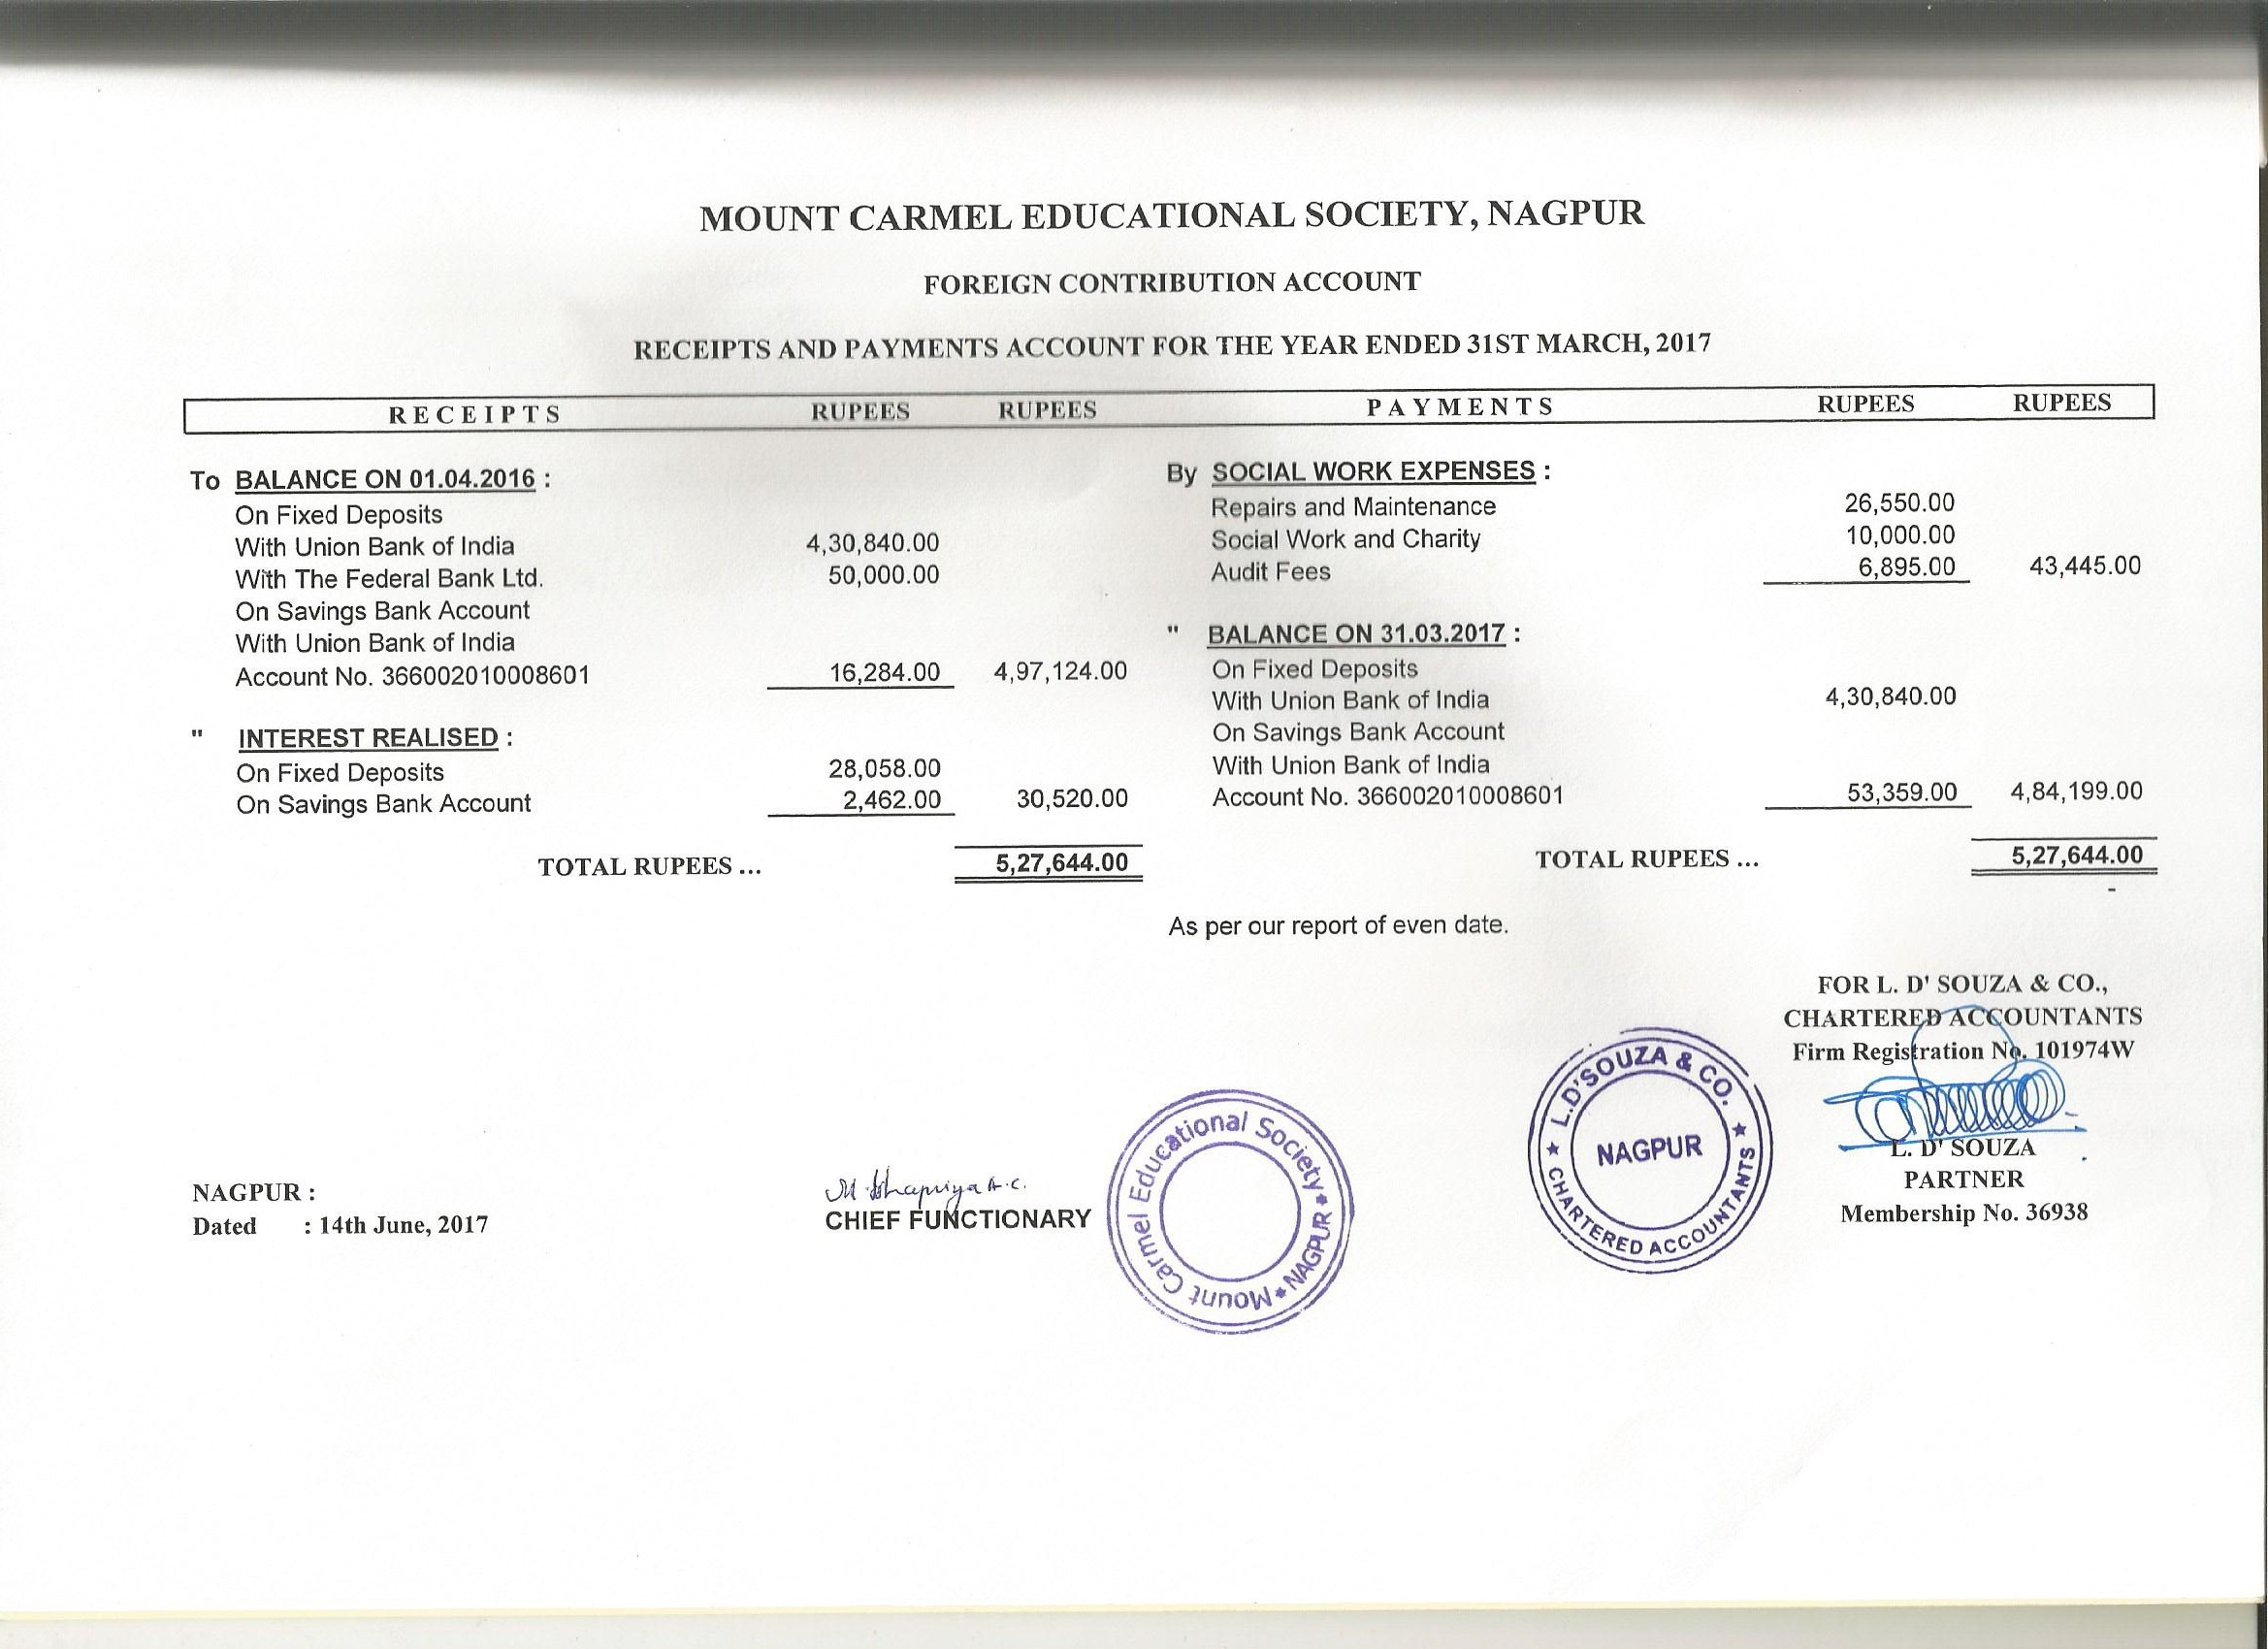 MOUNT CARMEL EDUCATIONAL SOCIETY, NAGPUR
FOREIGN CONTRIBUTION ACCOUNT
RECEIPTS AND PAYMENTS ACCOUNT FOR THE YEAR ENDED 31ST MARCH, 2017
RECEIPTS RUPEES RUPEES PAYMENTS RUPEES RUPEES
To BALANCE ON 01.04.2016 :
On Fixed Deposits
With Union Bank of India 4,30,840.00
With The Federal Bank Ltd. 50,000.00
On Savings Bank Account
With Union Bank of India
Account No. 366002010008601 16,284.00 4,97,124.00
" INTEREST REALISED :
On Fixed Deposits 28,058.00
On Savings Bank Account 2,462.00 30,520.00
TOTAL RUPEES ... 5,27,644.00
By SOCIAL WORK EXPENSES :
Repairs and Maintenance 26,550.00
Social Work and Charity 10,000.00
Audit Fees 6,895.00 43,445.00
" BALANCE ON 31.03.2017 :
On Fixed Deposits
With Union Bank of India 4,30,840.00
On Savings Bank Account
With Union Bank of India
Account No. 366002010008601 53,359.00 4,84,199.00
TOTAL RUPEES ... 5,27,644.00
-
As per our report of even date.
FOR L. D' SOUZA & CO.,
CHARTERED ACCOUNTANTS
Firm Registration No. 101974W
L. D' SOUZA
PARTNER
Membership No. 36938
L.D'SOUZA & CO.
NAGPUR
CHARTERED ACCOUNTANTS
Mount Carmel Educational Society
NAGPUR
CHIEF FUNCTIONARY
NAGPUR :
Dated : 14th June, 2017